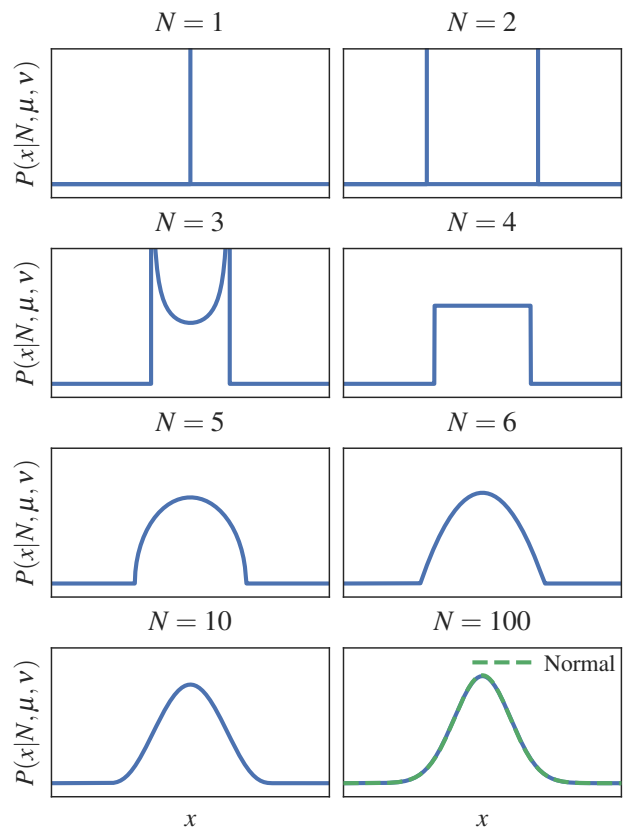 N = 1
N = 2
P(x|N, μ, ν)
N = 3
N = 4
P(x|N, μ, ν)
N = 5
N = 6
P(x|N, μ, ν)
N = 10
N = 100
P(x|N, μ, ν)
Normal
x
x